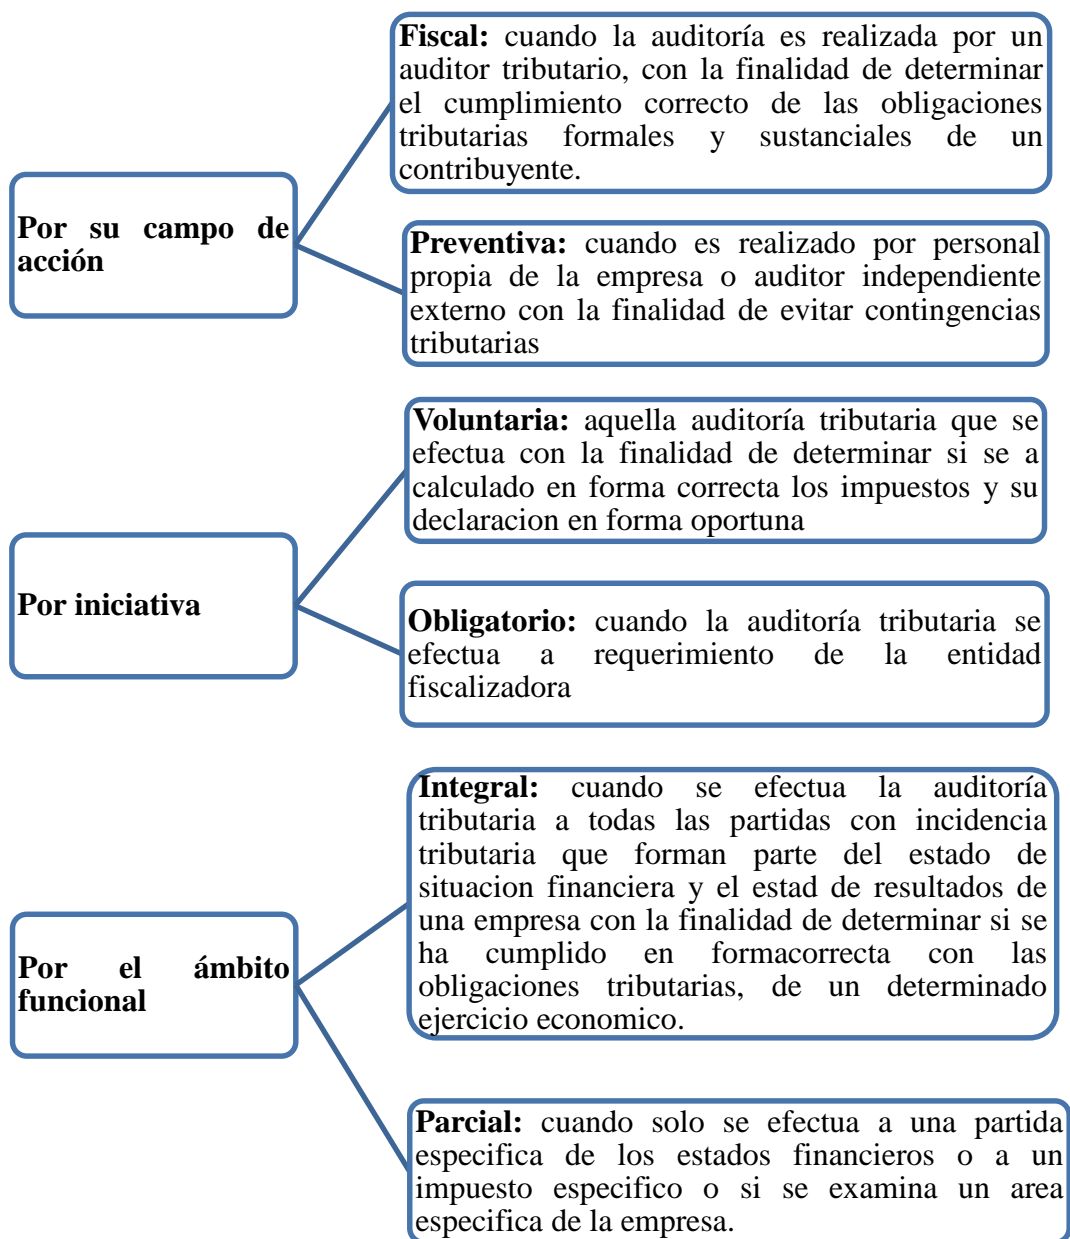 Por su campo de
acción
Fiscal: cuando la auditoría es realizada por un
auditor tributario, con la finalidad de determinar
el cumplimiento correcto de las obligaciones
tributarias formales y sustanciales de un
contribuyente.
Preventiva: cuando es realizado por personal
propia de la empresa o auditor independiente
externo con la finalidad de evitar contingencias
tributarias
Por iniciativa
Voluntaria: aquella auditoría tributaria que se
efectua con la finalidad de determinar si se a
calculado en forma correcta los impuestos y su
declaracion en forma oportuna
Obligatorio: cuando la auditoría tributaria se
efectua a requerimiento de la entidad
fiscalizadora
Por el ámbito
funcional
Integral: cuando se efectua la auditoría
tributaria a todas las partidas con incidencia
tributaria que forman parte del estado de
situacion financiera y el estad de resultados de
una empresa con la finalidad de determinar si se
ha cumplido en formacorrecta con las
obligaciones tributarias, de un determinado
ejercicio economico.
Parcial: cuando solo se efectua a una partida
especifica de los estados financieros o a un
impuesto especifico o si se examina un area
especifica de la empresa.